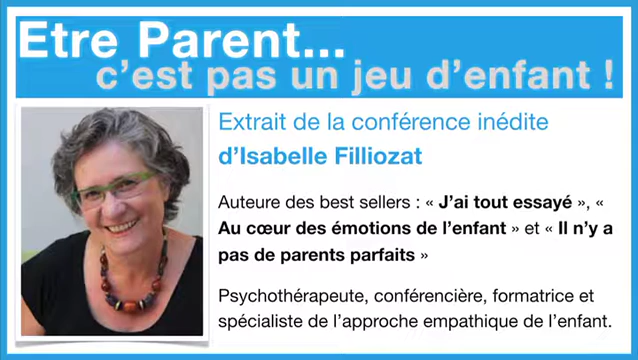 Etre Parent...
c'est pas un jeu d'enfant !
Extrait de la conférence inédite
d'Isabelle Filliozat
Auteure des best sellers : « J'ai tout essayé », «
Au cœur des émotions de l'enfant » et « Il n'y a
pas de parents parfaits »
Psychothérapeute, conférencière, formatrice et
spécialiste de l'approche empathique de l'enfant.